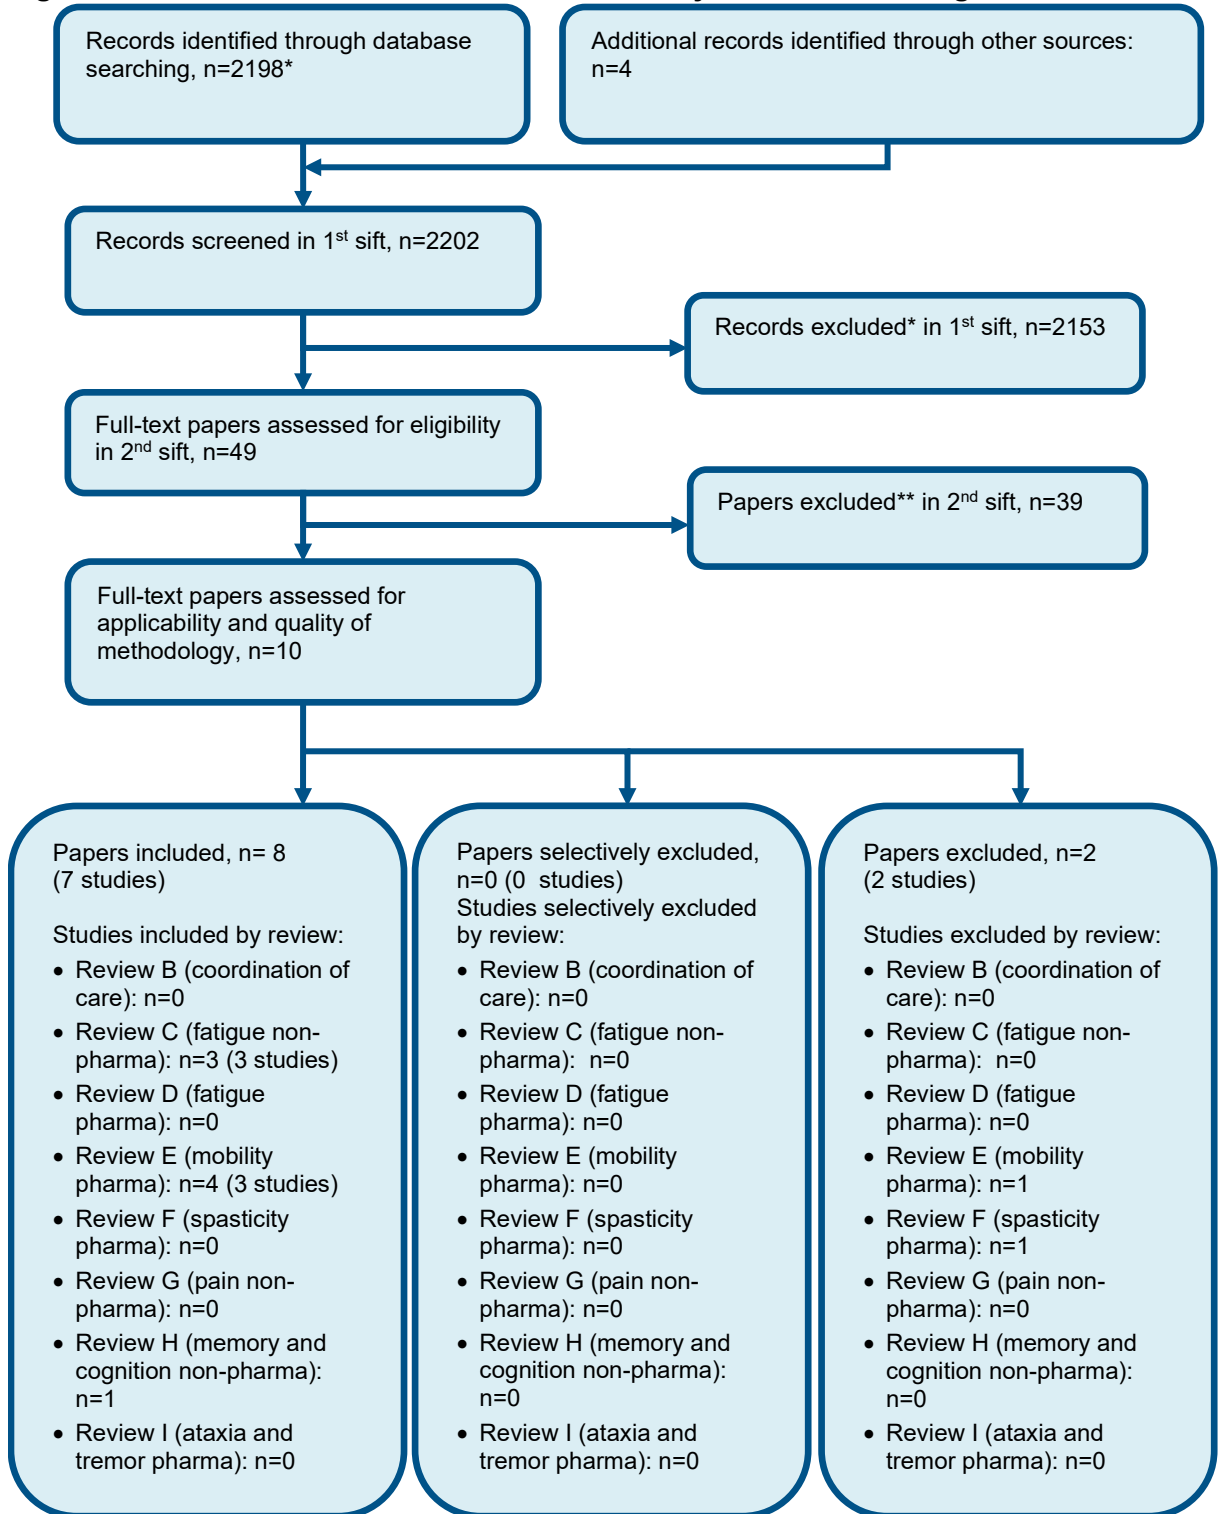 Records identified through database
searching, n=2198*
Additional records identified through other sources:
n=4
Records screened in 1st sift, n=2202
Records excluded* in 1st sift, n=2153
Full-text papers assessed for eligibility
in 2nd sift, n=49
Papers excluded** in 2nd sift, n=39
Full-text papers assessed for
applicability and quality of
methodology, n=10
Papers included, n= 8
(7 studies)
Studies included by review:
• Review B (coordination of
care): n=0
• Review C (fatigue non-
pharma): n=3 (3 studies)
• Review D (fatigue
pharma): n=0
• Review E (mobility
pharma): n=4 (3 studies)
• Review F (spasticity
pharma): n=0
• Review G (pain non-
pharma): n=0
• Review H (memory and
cognition non-pharma):
n=1
• Review I (ataxia and
tremor pharma): n=0
Papers selectively excluded,
n=0 (0  studies)
Studies selectively excluded
by review:
• Review B (coordination of
care): n=0
• Review C (fatigue non-
pharma):  n=0
• Review D (fatigue
pharma): n=0
• Review E (mobility
pharma): n=0
• Review F (spasticity
pharma): n=0
• Review G (pain non-
pharma): n=0
• Review H (memory and
cognition non-pharma):
n=0
• Review I (ataxia and
tremor pharma): n=0
Papers excluded, n=2
(2 studies)
Studies excluded by review:
• Review B (coordination of
care): n=0
• Review C (fatigue non-
pharma):  n=0
• Review D (fatigue
pharma): n=0
• Review E (mobility
pharma): n=1
• Review F (spasticity
pharma): n=1
• Review G (pain non-
pharma): n=0
• Review H (memory and
cognition non-pharma):
n=0
• Review I (ataxia and
tremor pharma): n=0